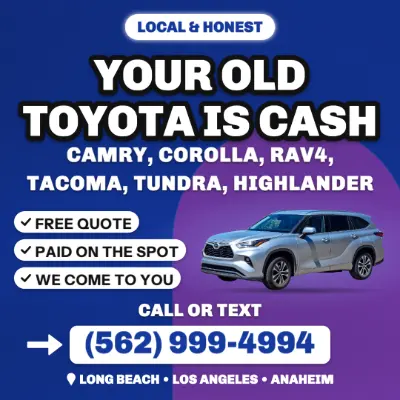 LOCAL & HONEST
YOUR OLD
TOYOTA IS CASH
CAMRY, COROLLA, RAV4,
TACOMA, TUNDRA, HIGHLANDER
FREE QUOTE
PAID ON THE SPOT
WE COME TO YOU
CALL OR TEXT
(562) 999-4994
LONG BEACH • LOS ANGELES • ANAHEIM